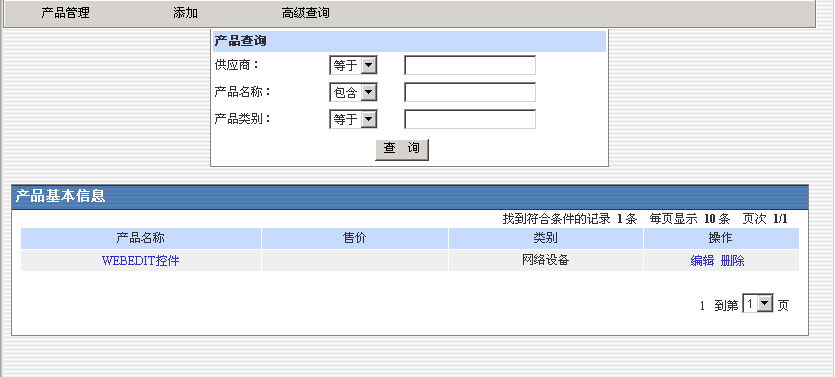 产品管理 添加 高级查询
产品查询
供应商： 等于
产品名称： 包含
产品类别： 等于
查 询
产品基本信息
找到符合条件的记录 1 条 每页显示 10 条 页次 1/1
产品名称 售价 类别 操作
WEBEDIT控件 网络设备 编辑 删除
1 到第 1 页